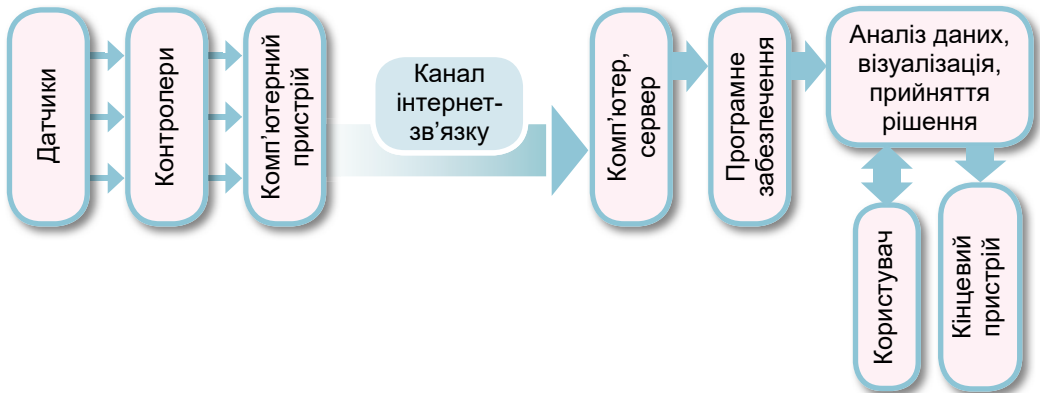 Датчики
Контролери
Комп'ютерний
пристрій
Канал
інтернет-
зв'язку
Комп'ютер,
сервер
Програмне
забезпечення
Аналіз даних,
візуалізація,
прийняття
рішення
Користувач
Кінцевий
пристрій